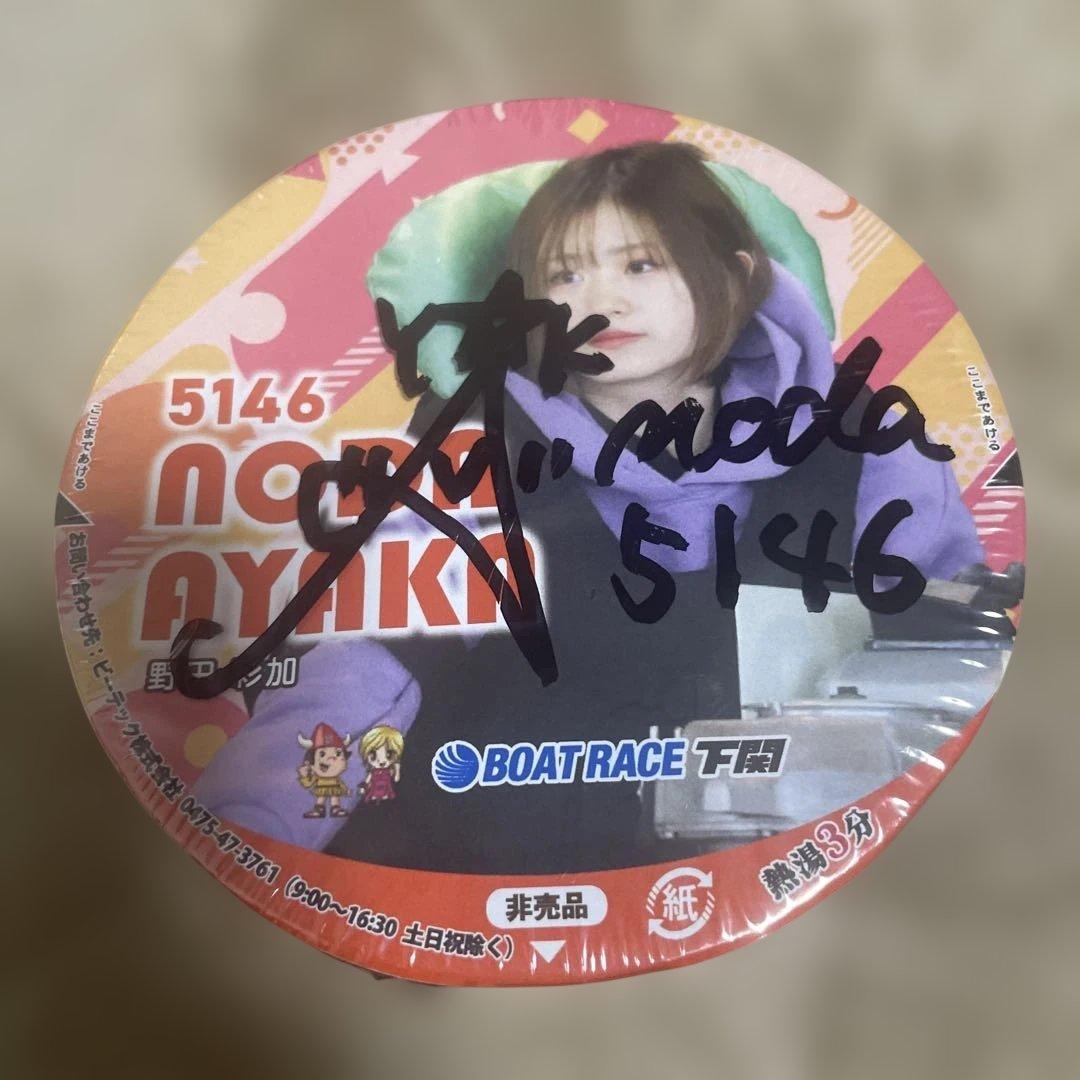 5146
NODA
AYAKA
野田 彩加
noda
5146
ここまであける
ここまであける
BOAT RACE 下関
お問い合わせ先：ビーテック株式会社 0475-47-3761（9:00～16:30 土日祝除く）
非売品
紙
熱湯3分